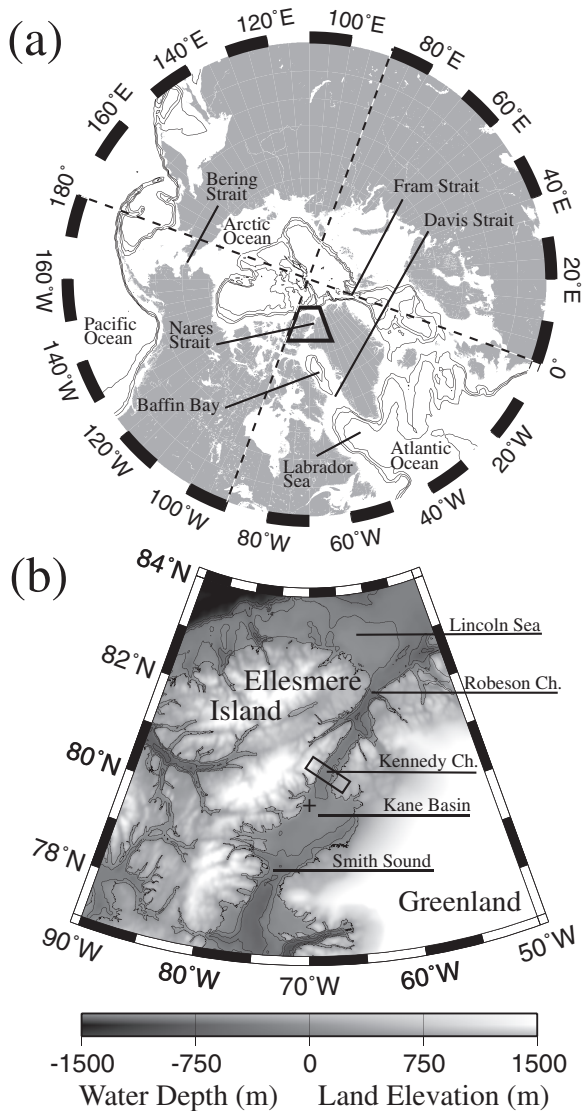 (a)
100˚E
120˚E
80˚E
140˚E
60˚E
160˚E
40˚E
180˚
20˚E
160˚W
0˚
140˚W
20˚W
120˚W
40˚W
100˚W
60˚W
80˚W
Bering
Strait
Fram Strait
Davis Strait
Arctic
Ocean
Pacific
Ocean
Nares
Strait
Baffin Bay
Labrador
Sea
Atlantic
Ocean
(b)
84˚N
82˚N
80˚N
78˚N
Lincoln Sea
Ellesmere
Island
Robeson Ch.
Kennedy Ch.
Kane Basin
Smith Sound
Greenland
90˚W
80˚W
70˚W
60˚W
50˚W
-1500 -750 0 750 1500
Water Depth (m) Land Elevation (m)